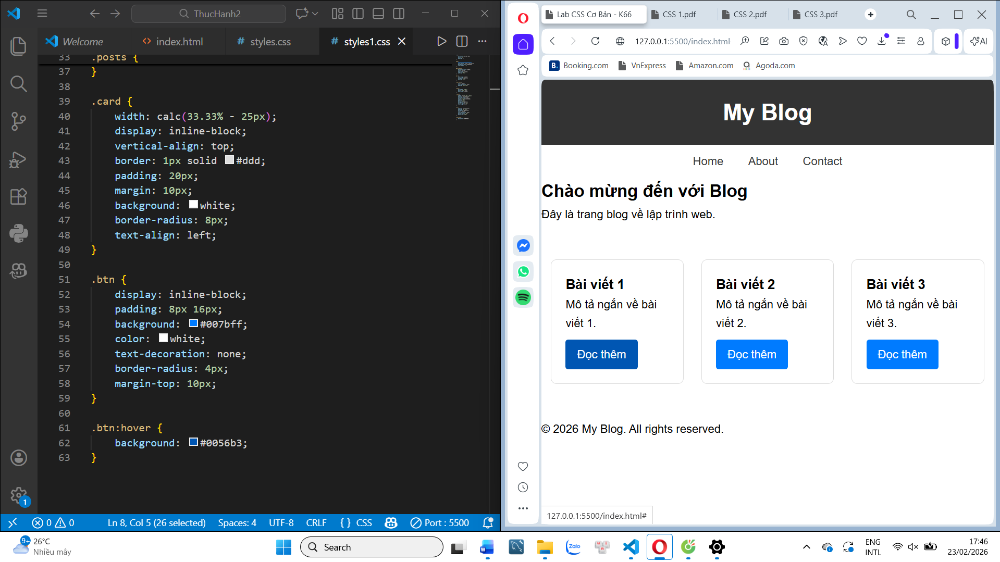 ThucHanh2
Welcome
index.html
styles.css
styles1.css
33 .posts {
37 }
38
39 .card {
40 width: calc(33.33% - 25px);
41 display: inline-block;
42 vertical-align: top;
43 border: 1px solid #ddd;
44 padding: 20px;
45 margin: 10px;
46 background: white;
47 border-radius: 8px;
48 text-align: left;
49 }
50
51 .btn {
52 display: inline-block;
53 padding: 8px 16px;
54 background: #007bff;
55 color: white;
56 text-decoration: none;
57 border-radius: 4px;
58 margin-top: 10px;
59 }
60
61 .btn:hover {
62 background: #0056b3;
63 }
1
0 0 Ln 8, Col 5 (26 selected) Spaces: 4 UTF-8 CRLF { } CSS Port : 5500
Lab CSS Cơ Bản - K66
CSS 1.pdf
CSS 2.pdf
CSS 3.pdf
127.0.0.1:5500/index.html
AI
B. Booking.com
VnExpress
Amazon.com
Agoda.com
My Blog
Home About Contact
Chào mừng đến với Blog
Đây là trang blog về lập trình web.
Bài viết 1
Mô tả ngắn về bài
viết 1.
Đọc thêm
Bài viết 2
Mô tả ngắn về bài
viết 2.
Đọc thêm
Bài viết 3
Mô tả ngắn về bài
viết 3.
Đọc thêm
© 2026 My Blog. All rights reserved.
127.0.0.1:5500/index.html#
9+
26°C
Nhiều mây
Search
Zalo
ENG
INTL
17:46
23/02/2026